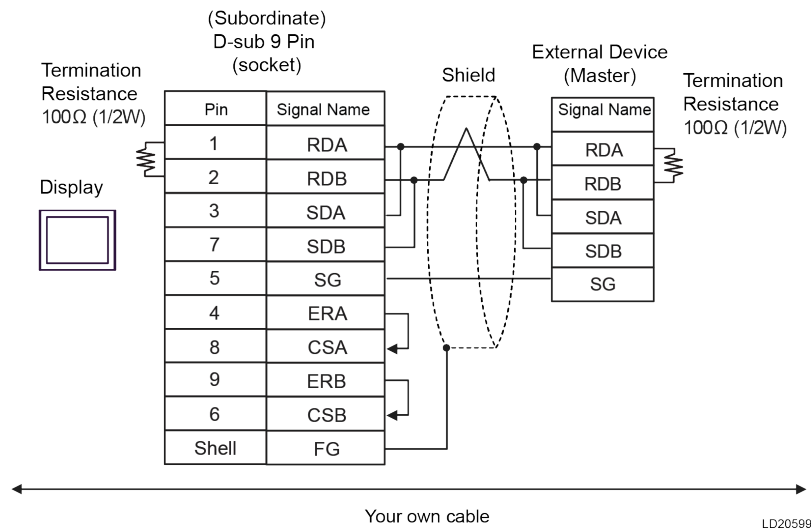 (Subordinate)
D-sub 9 Pin
(socket)
External Device
(Master)
Shield
Termination
Resistance
100Ω (1/2W)
Termination
Resistance
100Ω (1/2W)
Display
Pin Signal Name
1 RDA
2 RDB
3 SDA
7 SDB
5 SG
4 ERA
8 CSA
9 ERB
6 CSB
Shell FG
Signal Name
RDA
RDB
SDA
SDB
SG
Your own cable
LD20599